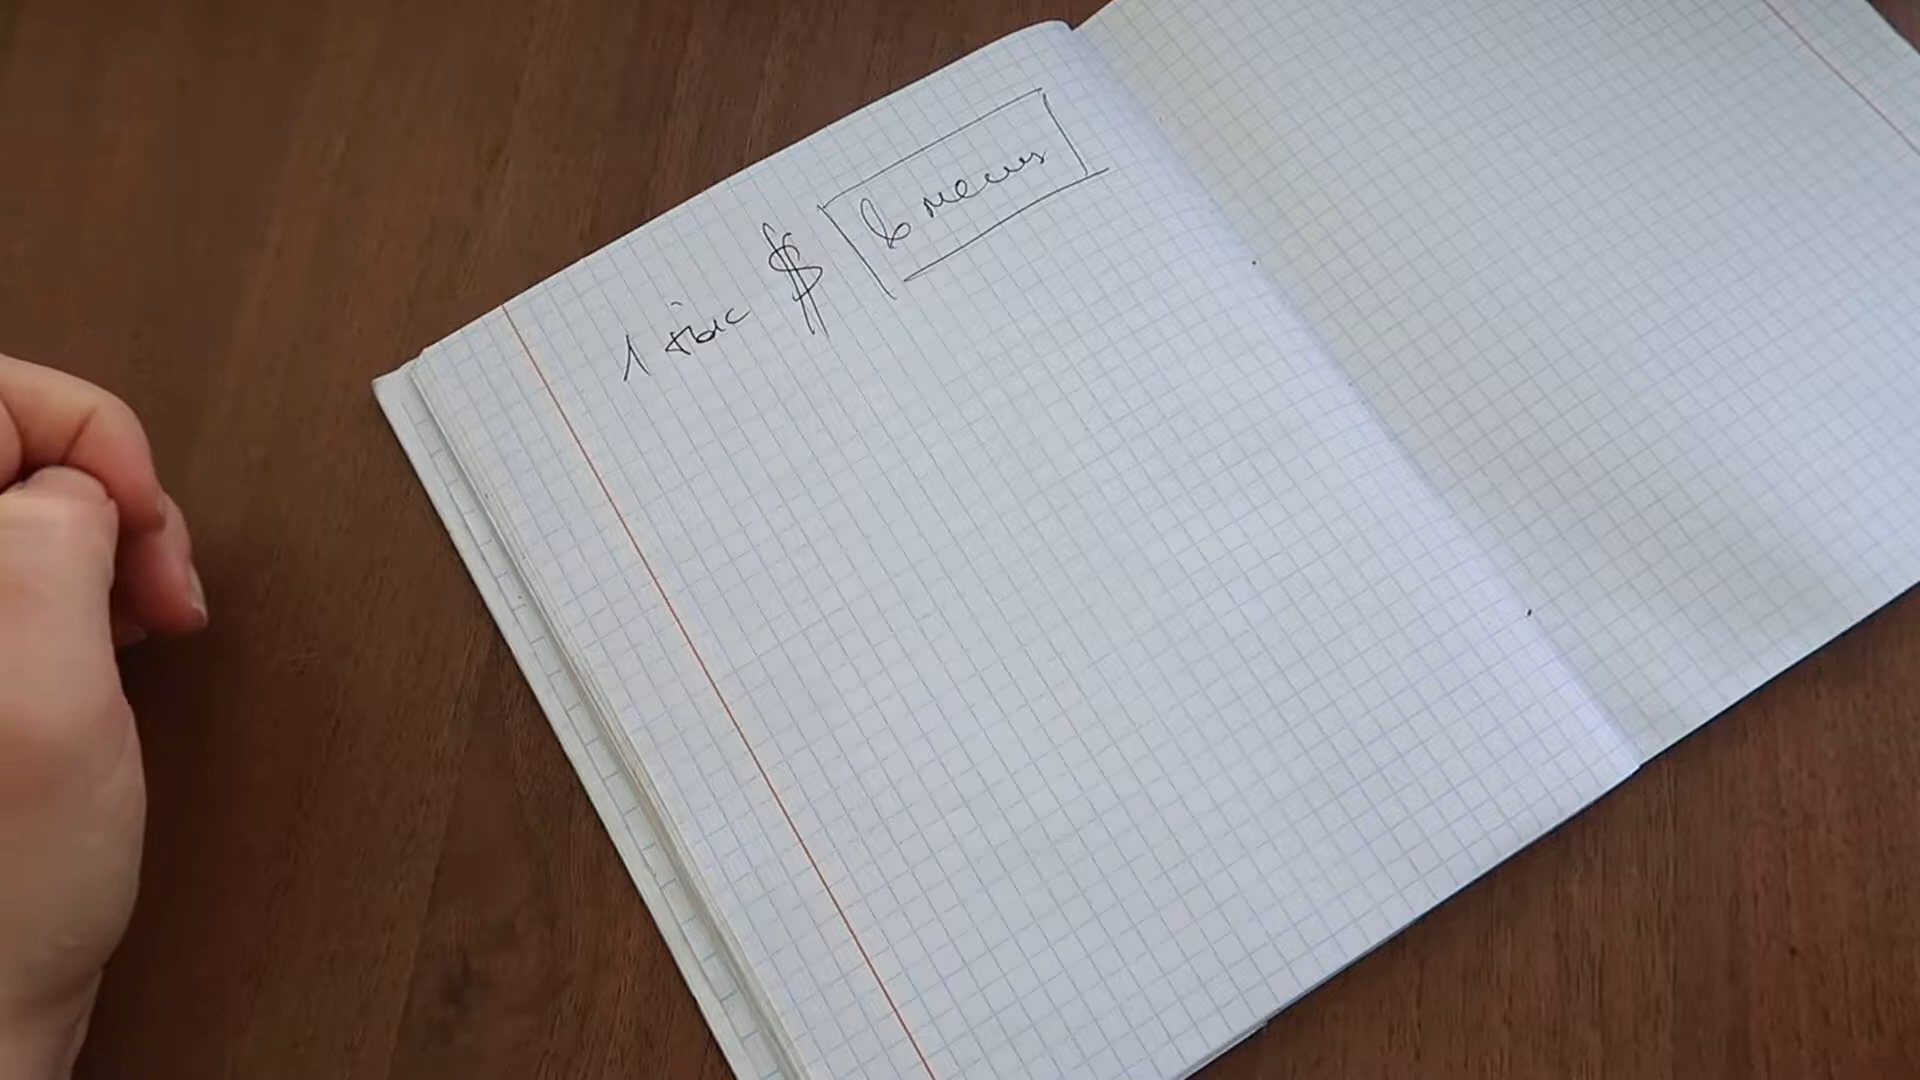 1 тыс $ в месяц